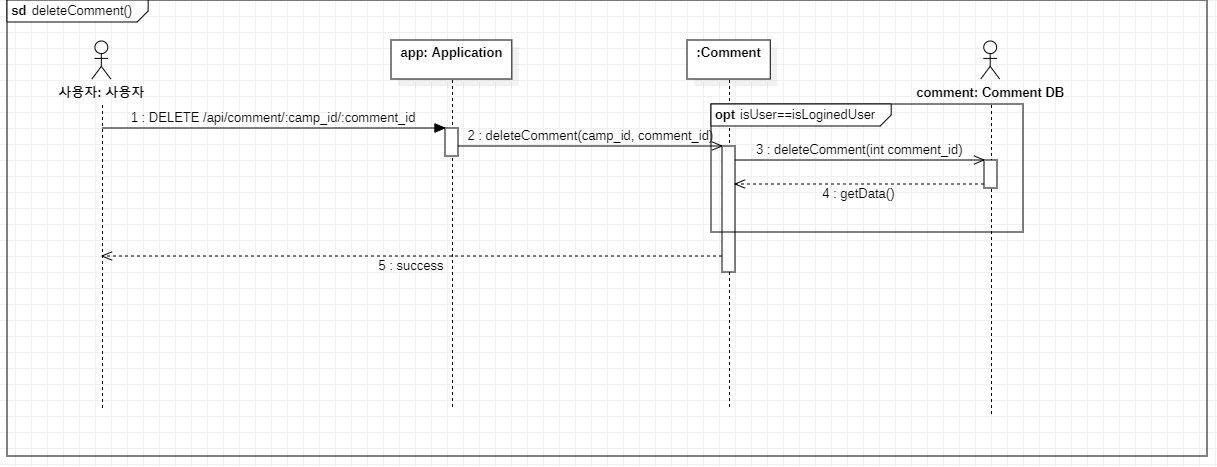 sd deleteComment()
app: Application
:Comment
사용자: 사용자
comment: Comment DB
opt isUser==isLoginedUser
1 : DELETE /api/comment/:camp_id/:comment_id
2 : deleteComment(camp_id, comment_id)
3 : deleteComment(int comment_id)
4 : getData()
5 : success